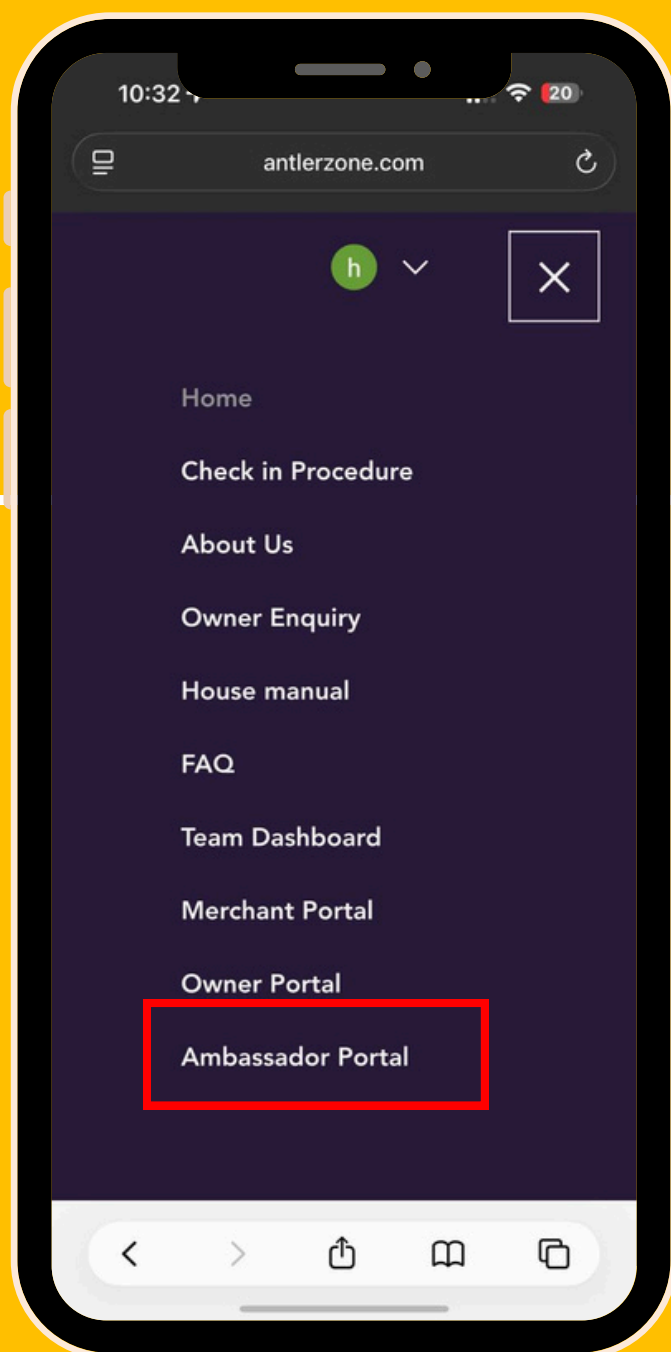 10:32
20
antlerzone.com
h
Home
Check in Procedure
About Us
Owner Enquiry
House manual
FAQ
Team Dashboard
Merchant Portal
Owner Portal
Ambassador Portal